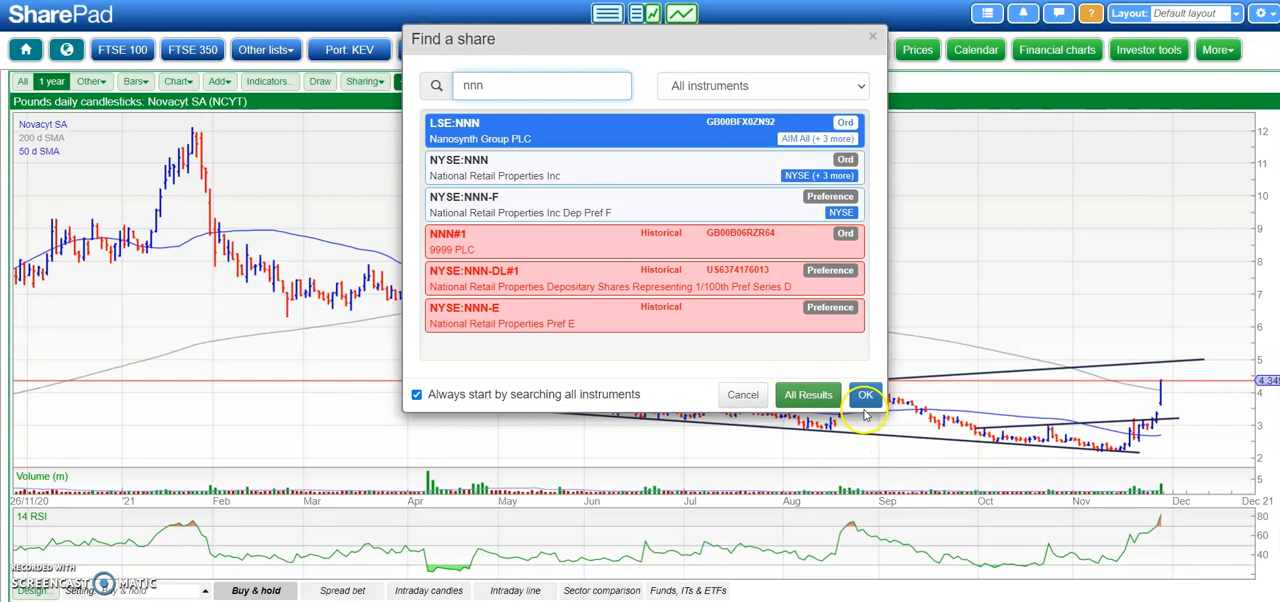 SharePad
Layout: Default layout
FTSE 100
FTSE 350
Other lists
Port: KEV
Prices
Calendar
Financial charts
Investor tools
More
All
1 year
Other
Bars
Chart
Add
Indicators...
Draw
Sharing
Pounds daily candlesticks: Novacyt SA (NCYT)
Novacyt SA
200 d SMA
50 d SMA
Find a share
×
nnn
All instruments
LSE:NNN GB00BFX0ZN92 Ord
Nanosynth Group PLC AIM All (+ 3 more)
NYSE:NNN Ord
National Retail Properties Inc NYSE (+ 3 more)
NYSE:NNN-F Preference
National Retail Properties Inc Dep Pref F NYSE
NNN#1 Historical GB00B06RZR64 Ord
9999 PLC
NYSE:NNN-DL#1 Historical US6374176013 Preference
National Retail Properties Depositary Shares Representing 1/100th Pref Series D
NYSE:NNN-E Historical Preference
National Retail Properties Pref E
Always start by searching all instruments
Cancel
All Results
OK
12
11
10
9
8
7
6
5
4
3
2
Volume (m)
5
26/11/20 '21 Feb Mar Apr May Jun Jul Aug Sep Oct Nov Dec Dec 21
14 RSI
80
60
40
RECORDED WITH
SCREENCAST MATIC
Design...
Setting: Buy & hold
Buy & hold
Spread bet
Intraday candles
Intraday line
Sector comparison
Funds, ITs & ETFs